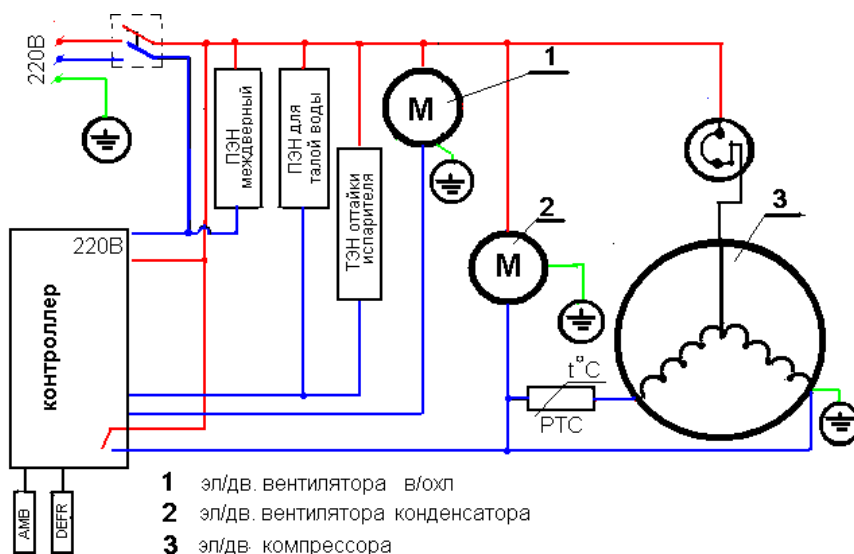 220В
ПЭН
междверный
ПЭН для
талой воды
ТЭН оттайки
испарителя
М
1
М
2
3
220В
контроллер
t°C
РТС
AMB
DEFR
1 эл/дв. вентилятора в/охл
2 эл/дв. вентилятора конденсатора
3 эл/дв. компрессора